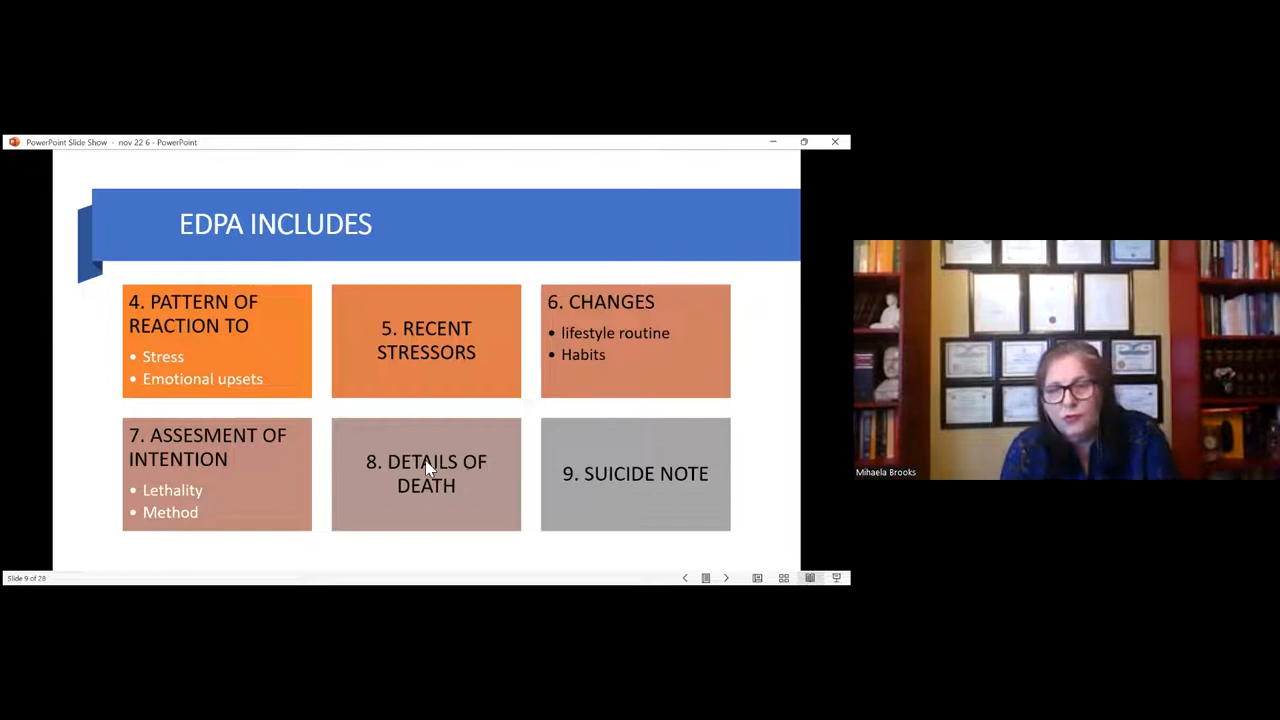 PowerPoint Slide Show - nov 22 6 - PowerPoint
EDPA INCLUDES
4. PATTERN OF
REACTION TO
• Stress
• Emotional upsets
5. RECENT
STRESSORS
6. CHANGES
• lifestyle routine
• Habits
7. ASSESMENT OF
INTENTION
• Lethality
• Method
8. DETAILS OF
DEATH
9. SUICIDE NOTE
Slide 9 of 28
Mihaela Brooks